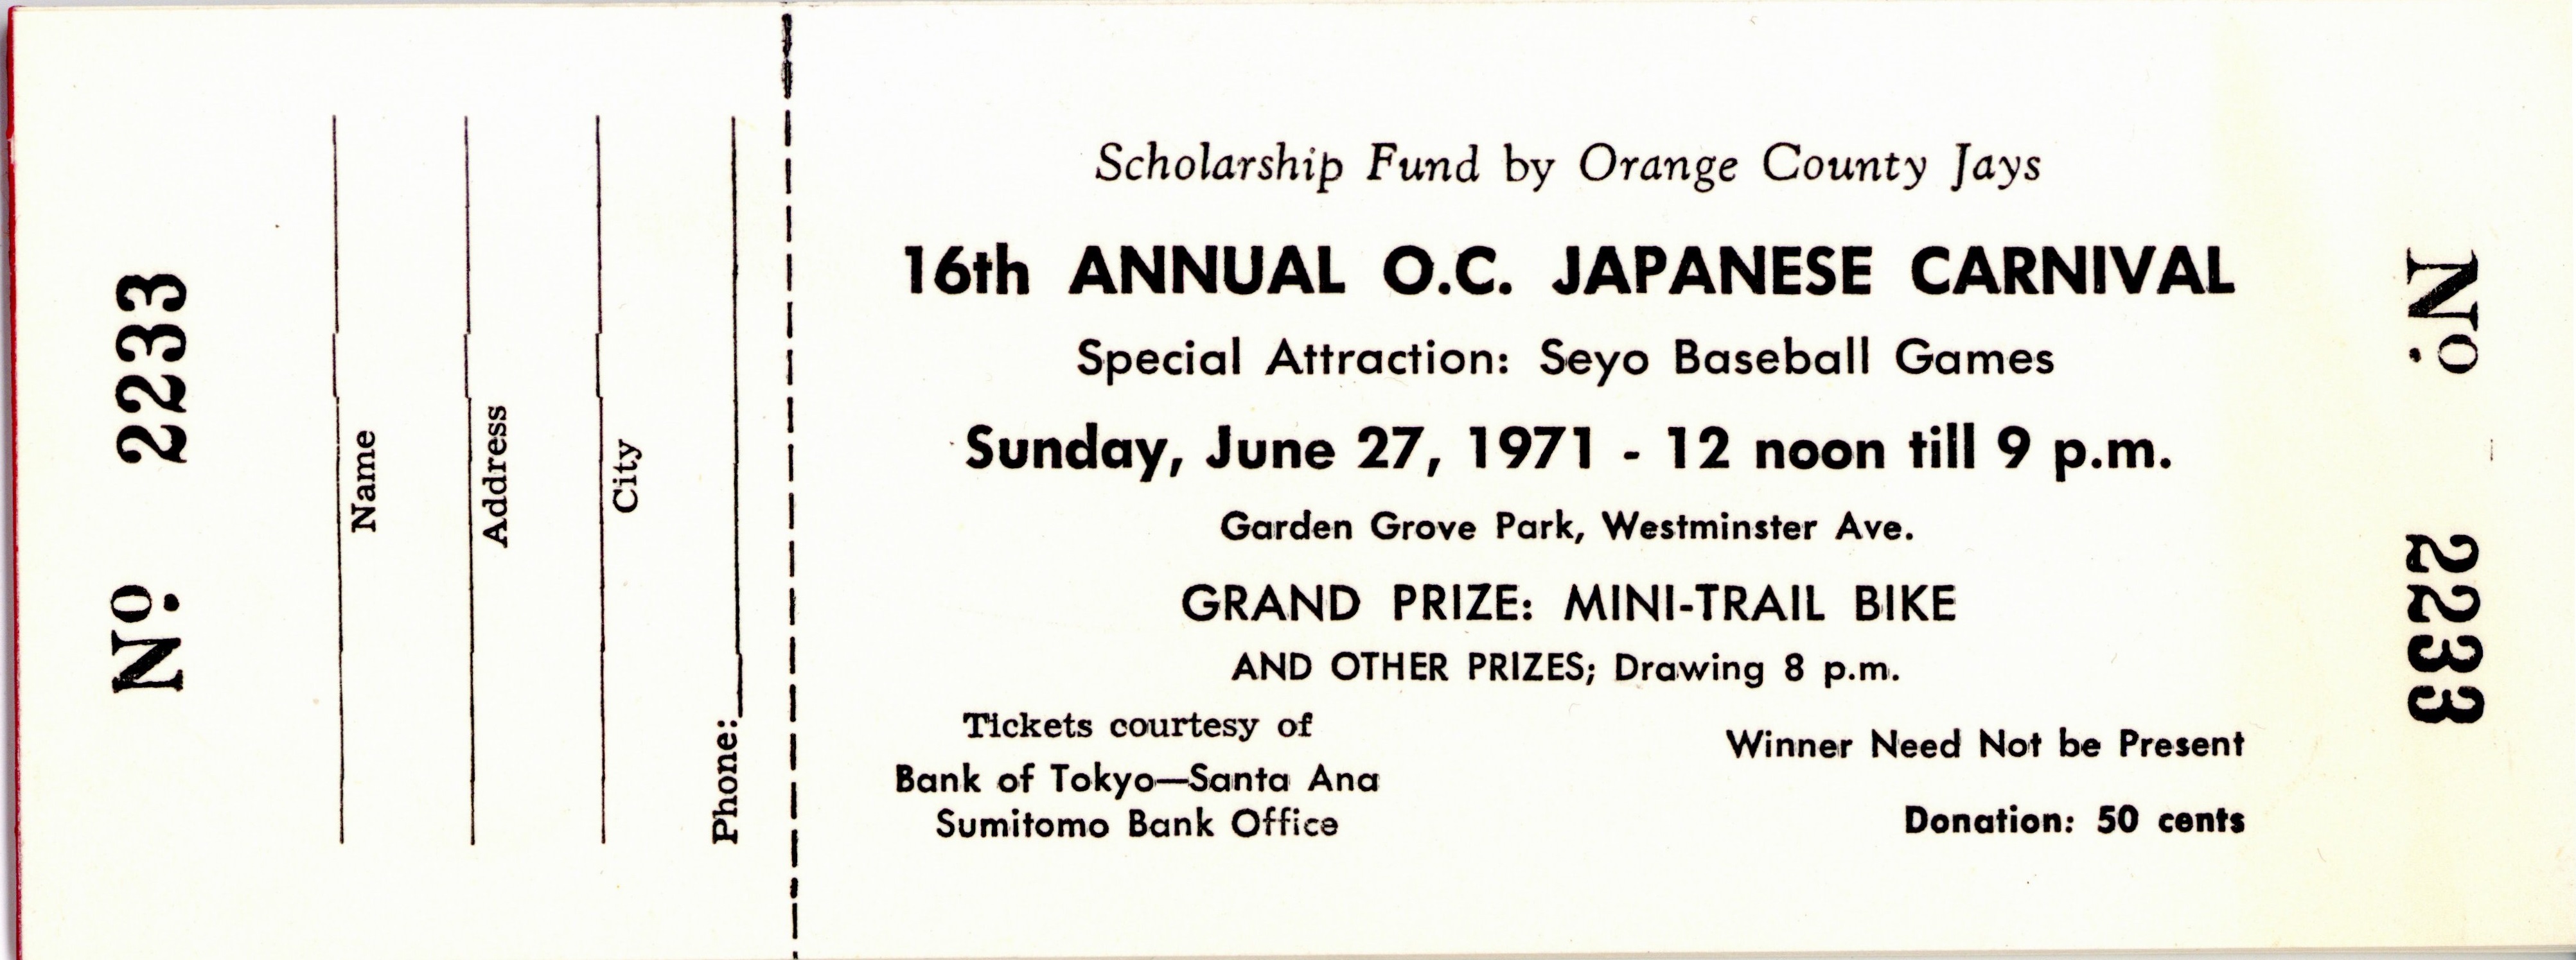 Nº 2233
Name
Address
City
Phone:
Scholarship Fund by Orange County Jays
16th ANNUAL O.C. JAPANESE CARNIVAL
Special Attraction: Seyo Baseball Games
Sunday, June 27, 1971 - 12 noon till 9 p.m.
Garden Grove Park, Westminster Ave.
GRAND PRIZE: MINI-TRAIL BIKE
AND OTHER PRIZES; Drawing 8 p.m.
Tickets courtesy of
Bank of Tokyo—Santa Ana
Sumitomo Bank Office
Winner Need Not be Present
Donation: 50 cents
Nº 2233